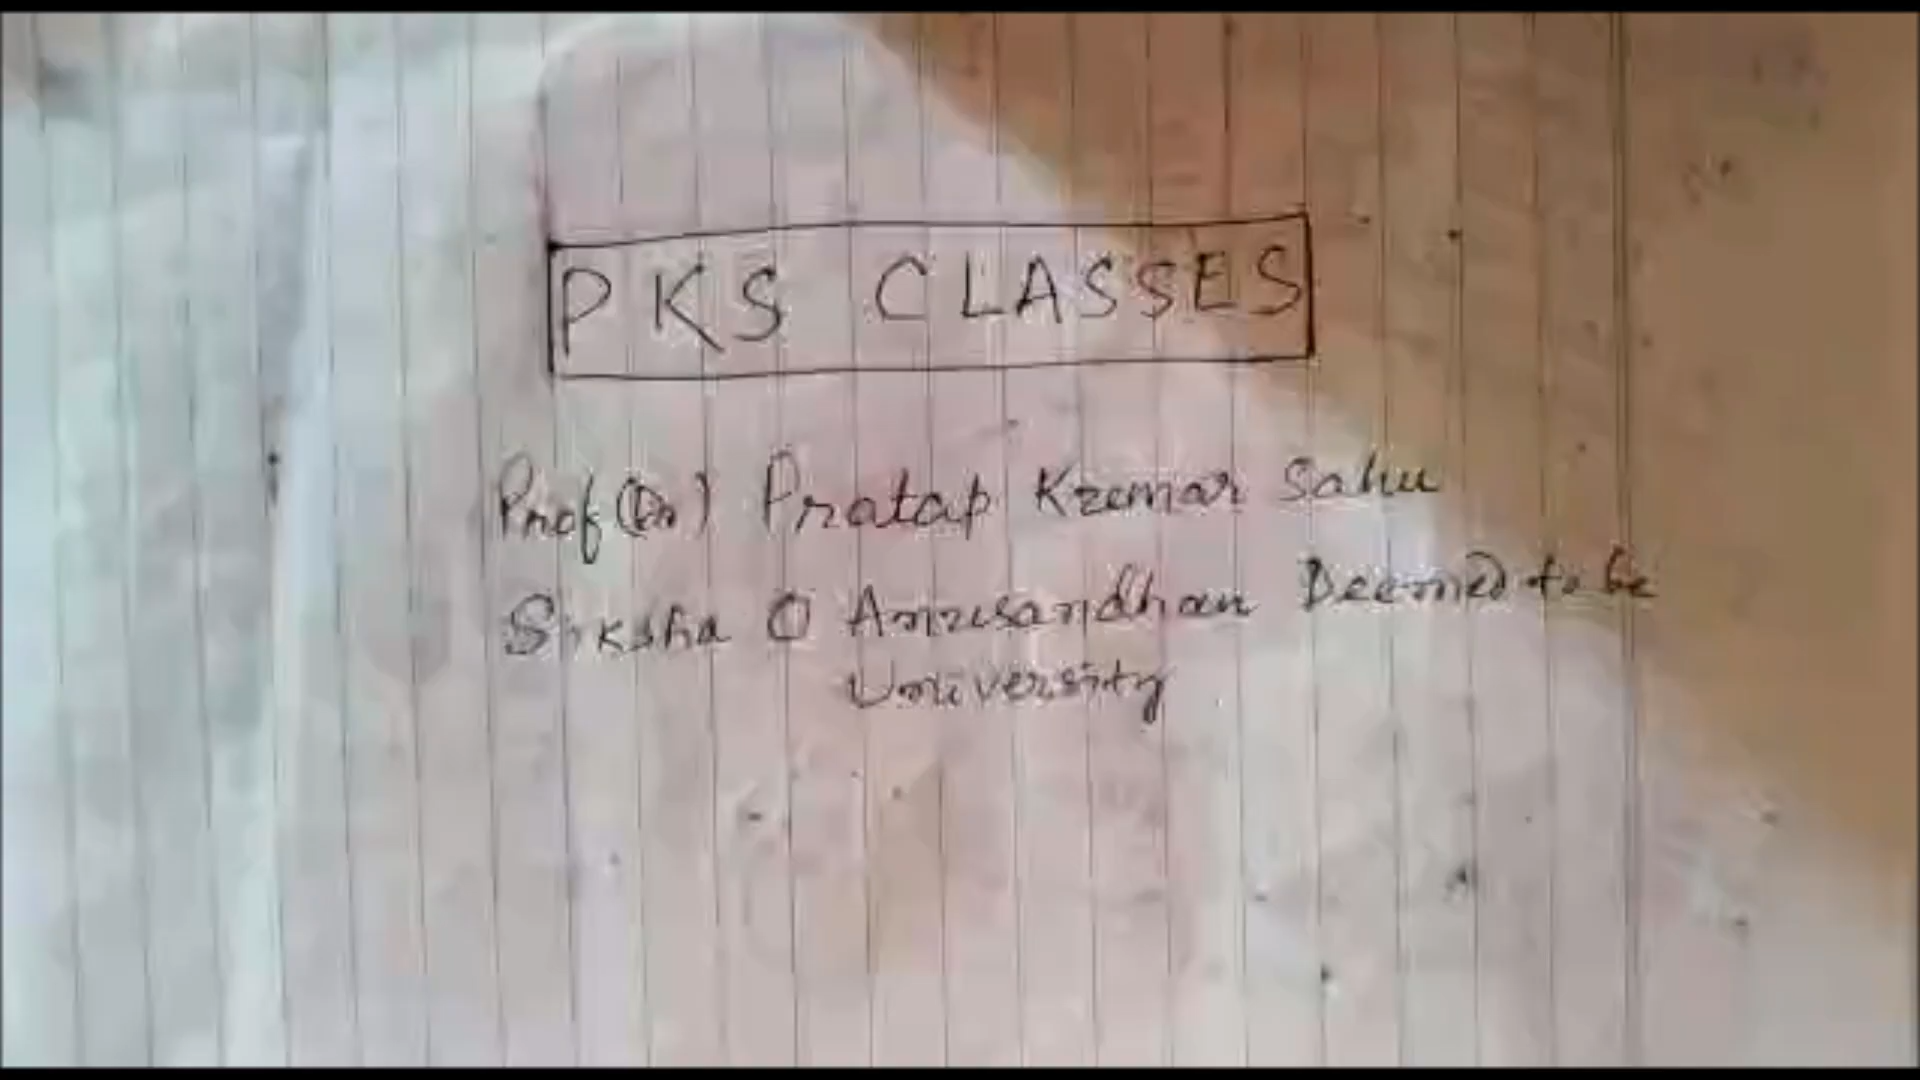 PKS CLASSES
Prof (Dr) Pratap Kumar Sahu
Siksha O Anusandhan Deemed to be
University